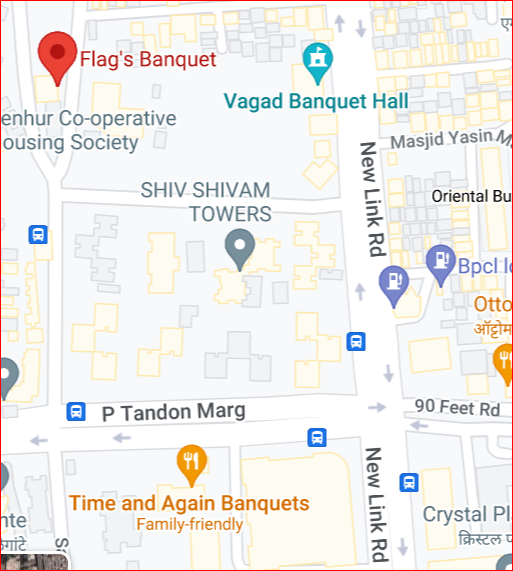 Flag's Banquet
Vagad Banquet Hall
enhur Co-operative
ousing Society
Masjid Yasin M
New Link Rd
SHIV SHIVAM
TOWERS
Oriental Bu
Bpcl Io
Otto
ऑट्टोम
P Tandon Marg
90 Feet Rd
Time and Again Banquets
Family-friendly
New Link Rd
Crystal Pla
क्रिस्टल प